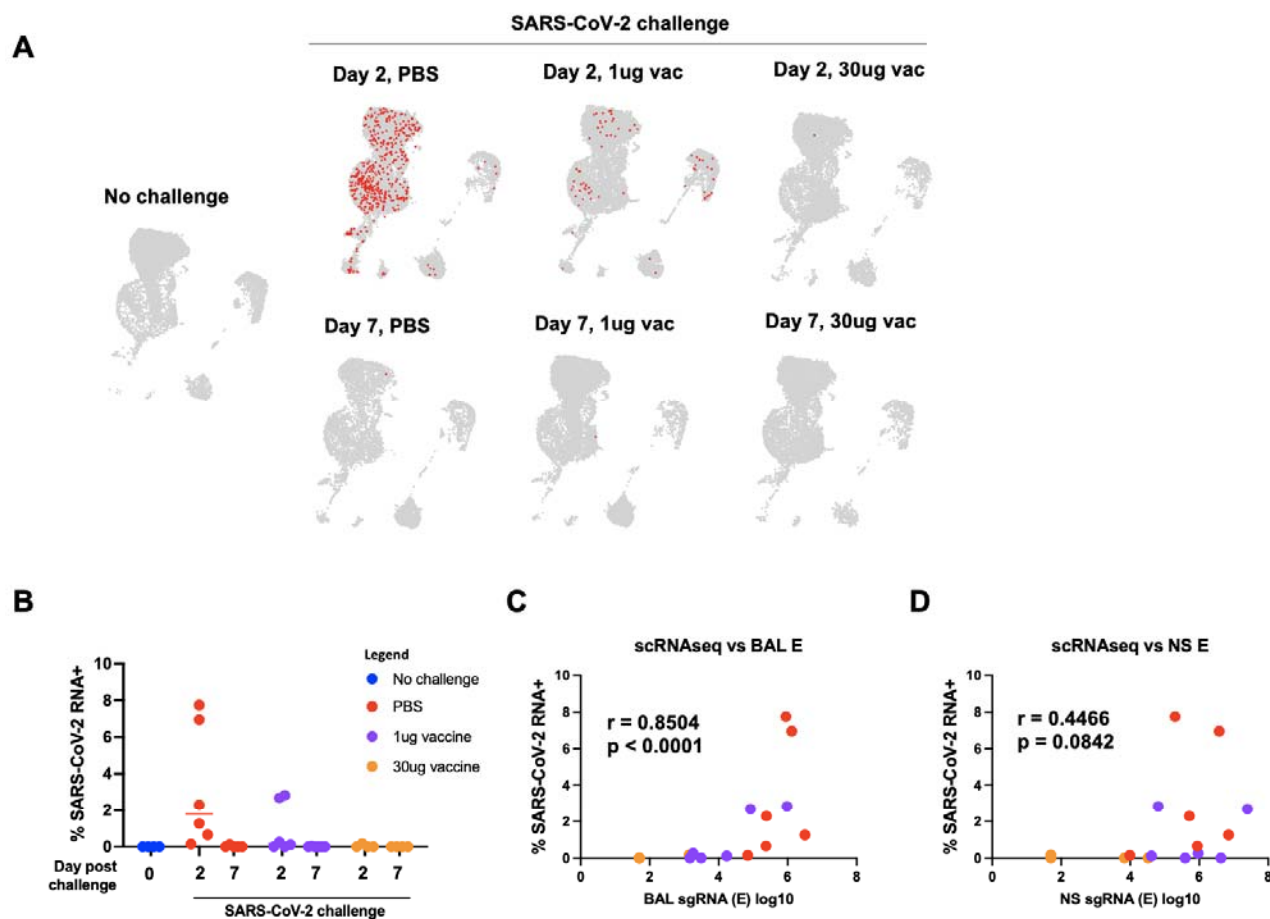 A
SARS-CoV-2 challenge
Day 2, PBS
Day 2, 1ug vac
Day 2, 30ug vac
No challenge
Day 7, PBS
Day 7, 1ug vac
Day 7, 30ug vac
B
% SARS-CoV-2 RNA+
10
8
6
4
2
0
Legend
No challenge
PBS
1ug vaccine
30ug vaccine
Day post
challenge
0 2 7 2 7 2 7
SARS-CoV-2 challenge
C
scRNAseq vs BAL E
% SARS-CoV-2 RNA+
10
8
6
4
2
0
r = 0.8504
p < 0.0001
0 2 4 6 8
BAL sgRNA (E) log10
D
scRNAseq vs NS E
% SARS-CoV-2 RNA+
10
8
6
4
2
0
r = 0.4466
p = 0.0842
0 2 4 6 8
NS sgRNA (E) log10